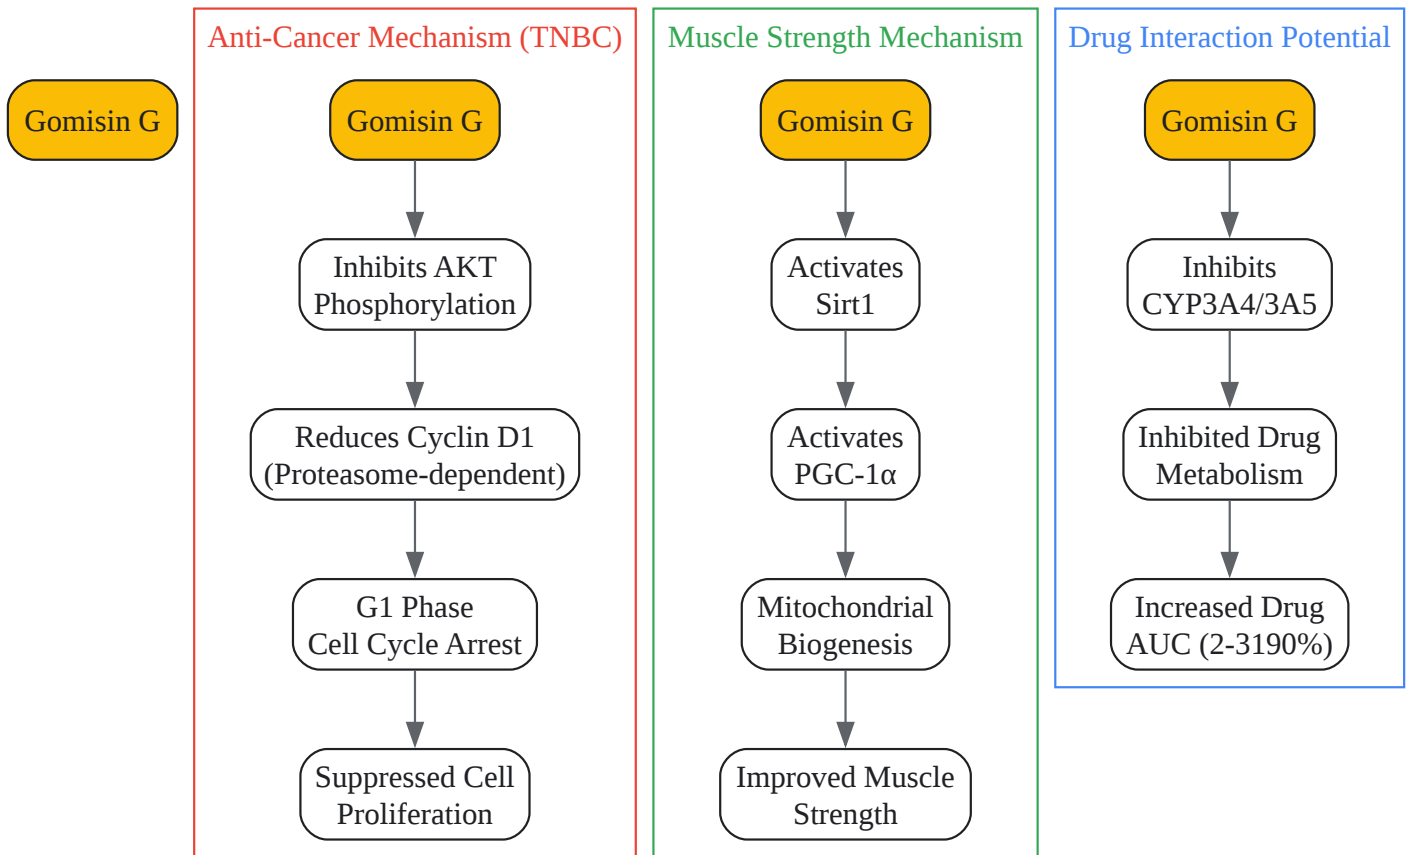 Gomisin G
Anti-Cancer Mechanism (TNBC)
Gomisin G
Inhibits AKT
Phosphorylation
Reduces Cyclin D1
(Proteasome-dependent)
G1 Phase
Cell Cycle Arrest
Suppressed Cell
Proliferation
Muscle Strength Mechanism
Gomisin G
Activates
Sirt1
Activates
PGC-1α
Mitochondrial
Biogenesis
Improved Muscle
Strength
Drug Interaction Potential
Gomisin G
Inhibits
CYP3A4/3A5
Inhibited Drug
Metabolism
Increased Drug
AUC (2-3190%)